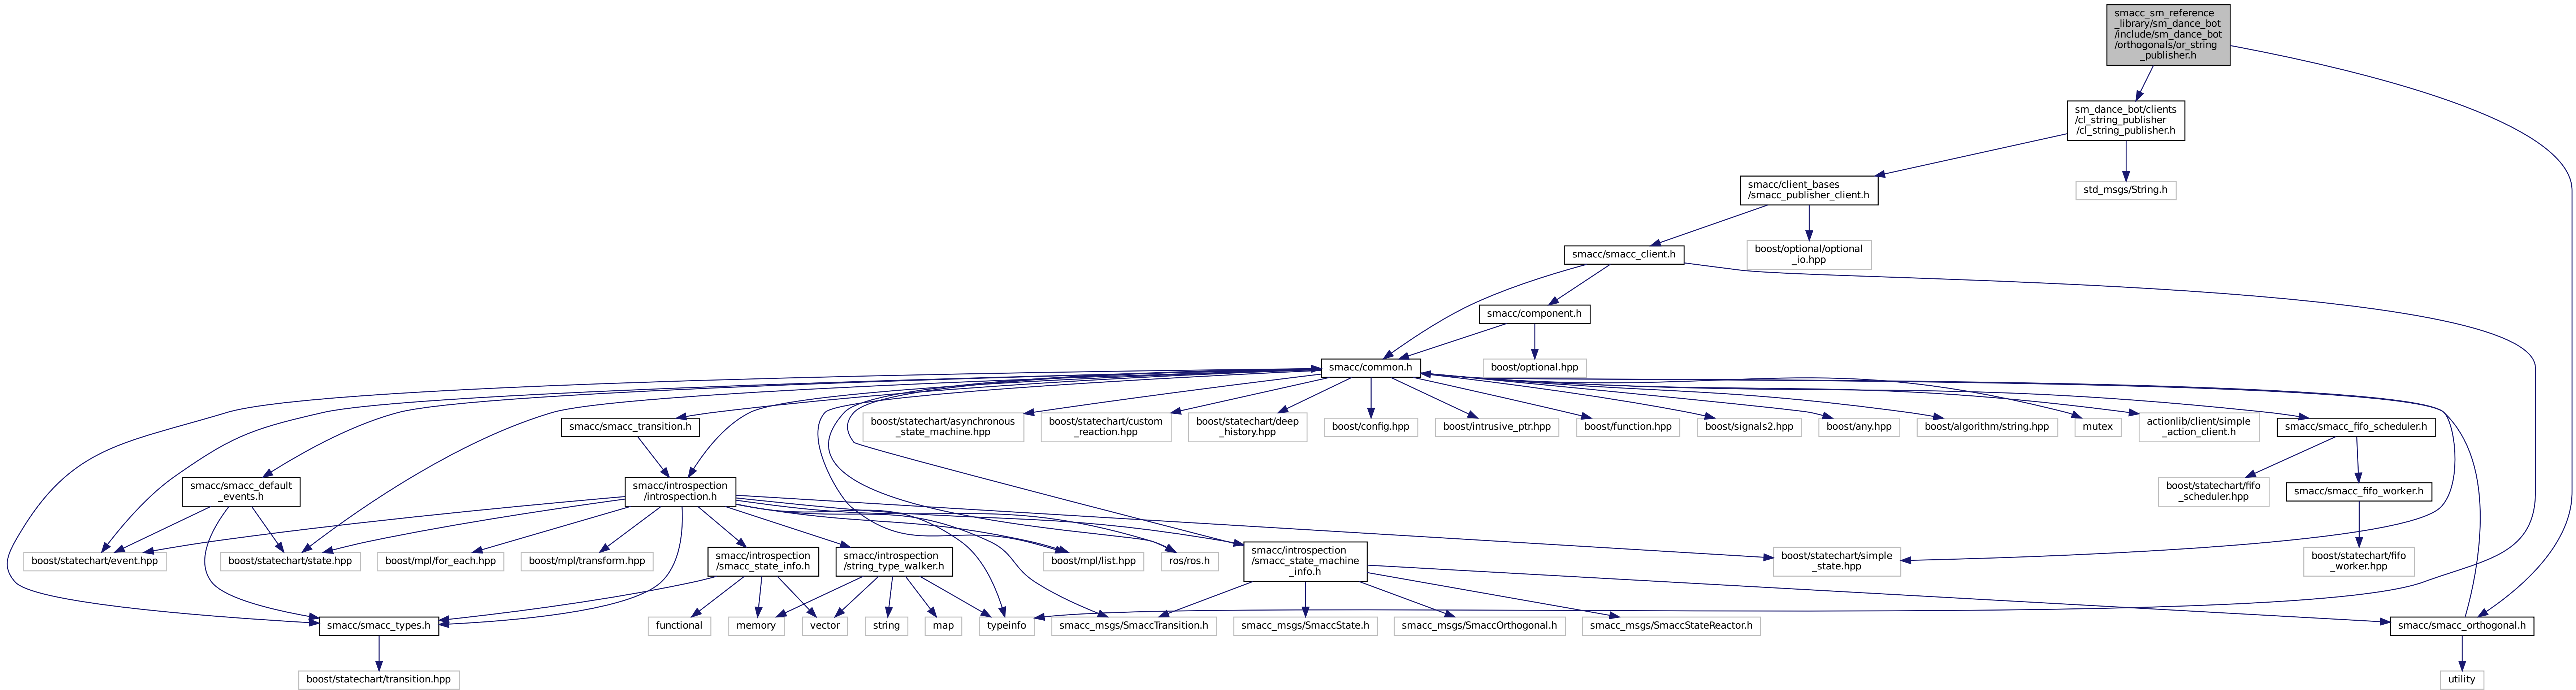 smacc_sm_reference
_library/sm_dance_bot
/include/sm_dance_bot
/orthogonals/or_string
_publisher.h
sm_dance_bot/clients
/cl_string_publisher
/cl_string_publisher.h
smacc/client_bases
/smacc_publisher_client.h
std_msgs/String.h
smacc/smacc_client.h
boost/optional/optional
_io.hpp
smacc/component.h
smacc/common.h
boost/optional.hpp
smacc/smacc_transition.h
boost/statechart/asynchronous
_state_machine.hpp
boost/statechart/custom
_reaction.hpp
boost/statechart/deep
_history.hpp
boost/config.hpp
boost/intrusive_ptr.hpp
boost/function.hpp
boost/signals2.hpp
boost/any.hpp
boost/algorithm/string.hpp
mutex
actionlib/client/simple
_action_client.h
smacc/smacc_fifo_scheduler.h
smacc/smacc_default
_events.h
smacc/introspection
/introspection.h
boost/statechart/fifo
_scheduler.hpp
smacc/smacc_fifo_worker.h
boost/statechart/event.hpp
boost/statechart/state.hpp
boost/mpl/for_each.hpp
boost/mpl/transform.hpp
smacc/introspection
/smacc_state_info.h
smacc/introspection
/string_type_walker.h
boost/mpl/list.hpp
ros/ros.h
smacc/introspection
/smacc_state_machine
_info.h
boost/statechart/simple
_state.hpp
boost/statechart/fifo
_worker.hpp
smacc/smacc_types.h
functional
memory
vector
string
map
typeinfo
smacc_msgs/SmaccTransition.h
smacc_msgs/SmaccState.h
smacc_msgs/SmaccOrthogonal.h
smacc_msgs/SmaccStateReactor.h
smacc/smacc_orthogonal.h
boost/statechart/transition.hpp
utility